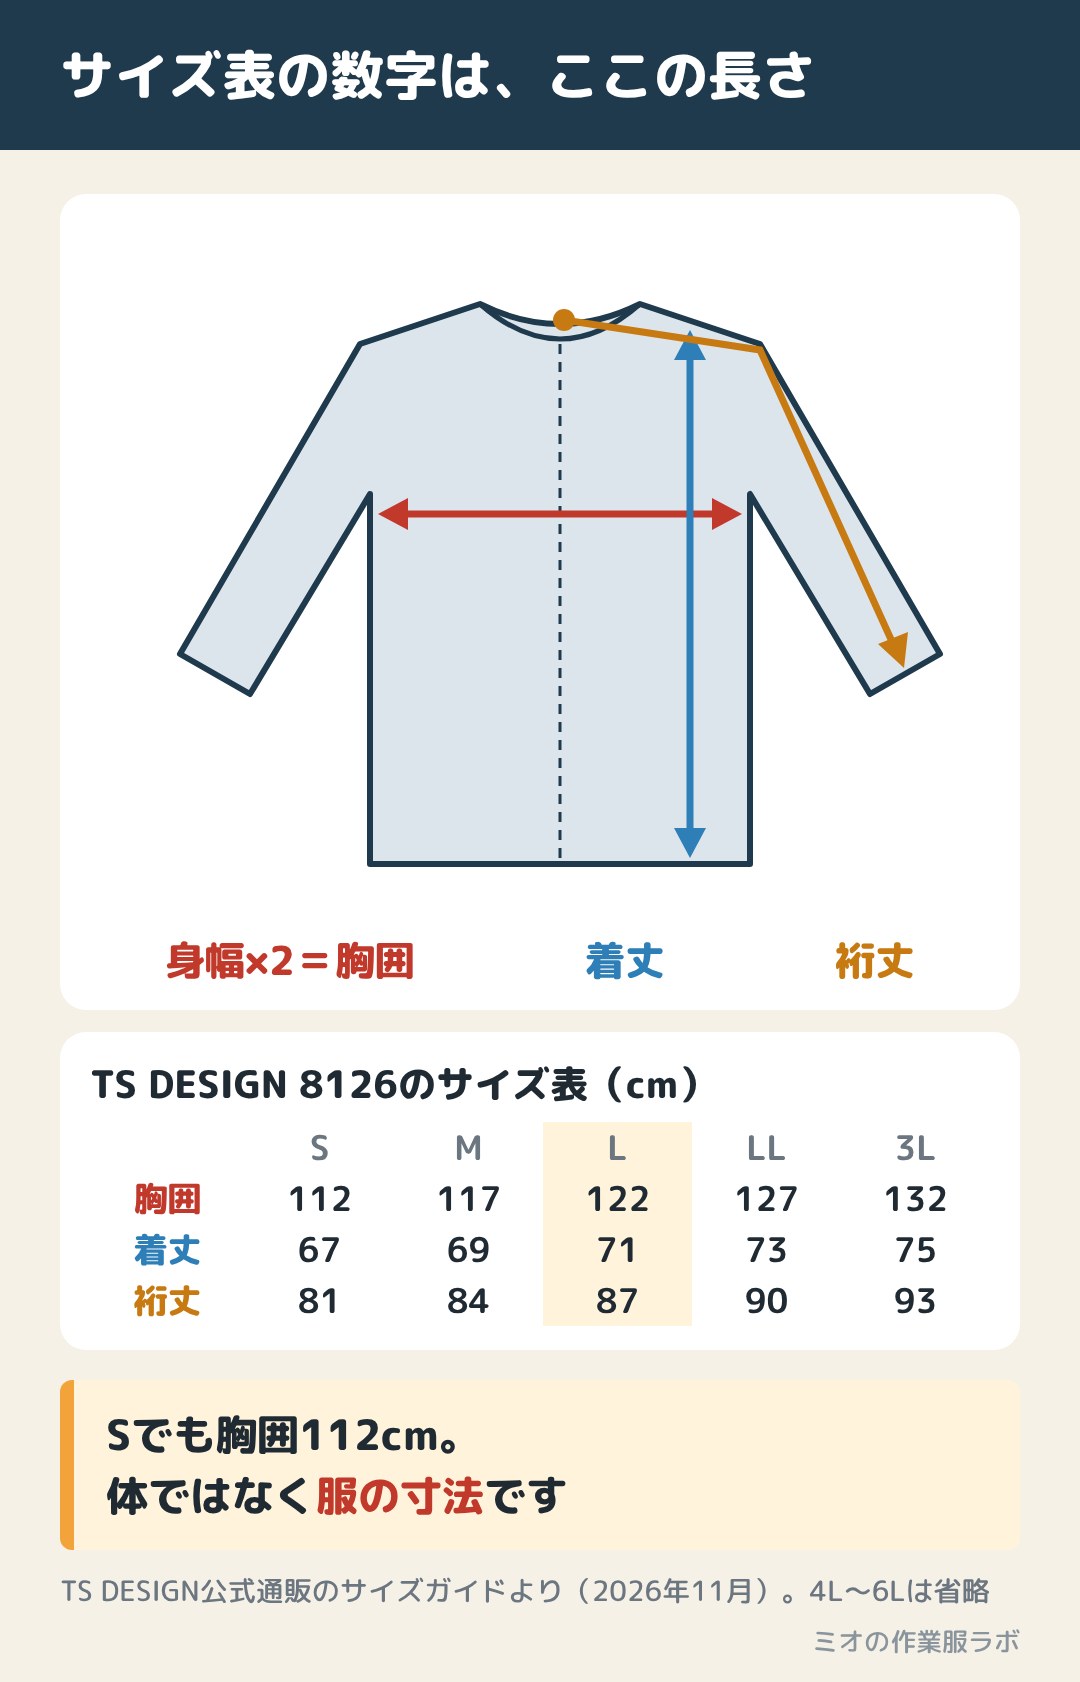 サイズ表の数字は、ここの長さ
身幅×2=胸囲 着丈 裄丈
TS DESIGN 8126のサイズ表（cm）
S M L LL 3L
胸囲 112 117 122 127 132
着丈 67 69 71 73 75
裄丈 81 84 87 90 93
Sでも胸囲112cm。
体ではなく服の寸法です
TS DESIGN公式通販のサイズガイドより（2026年11月）。4L〜6Lは省略
ミオの作業服ラボ